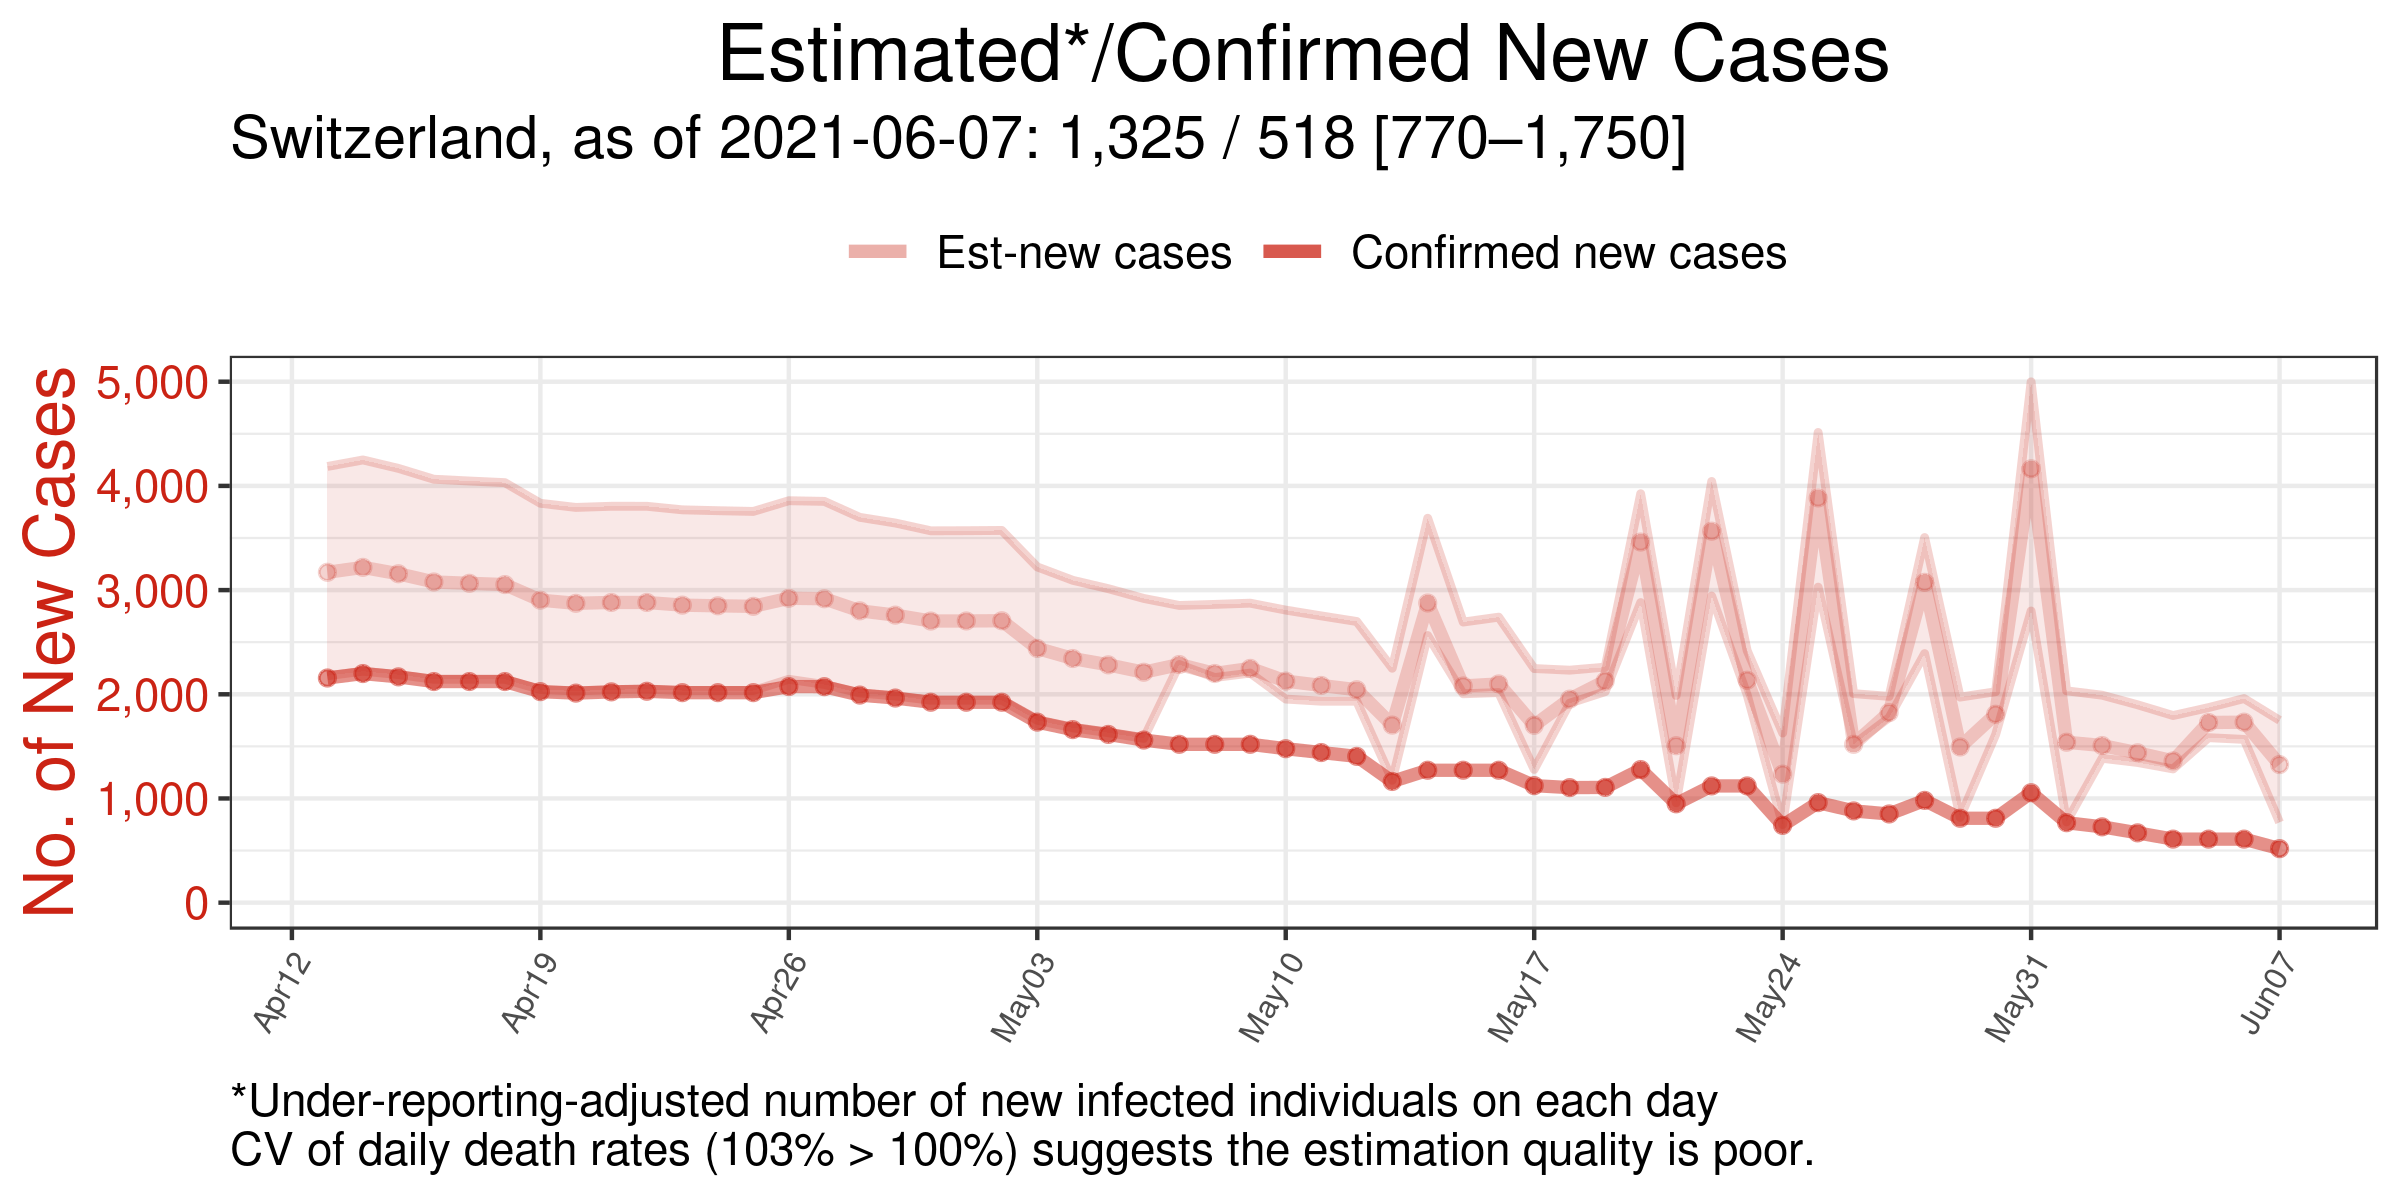 Estimated*/Confirmed New Cases
Switzerland, as of 2021-06-07: 1,325 / 518 [770–1,750]
Est-new cases
Confirmed new cases
No. of New Cases
5,000
4,000
3,000
2,000
1,000
0
Apr12
Apr19
Apr26
May03
May10
May17
May24
May31
Jun07
*Under-reporting-adjusted number of new infected individuals on each day
CV of daily death rates (103% > 100%) suggests the estimation quality is poor.